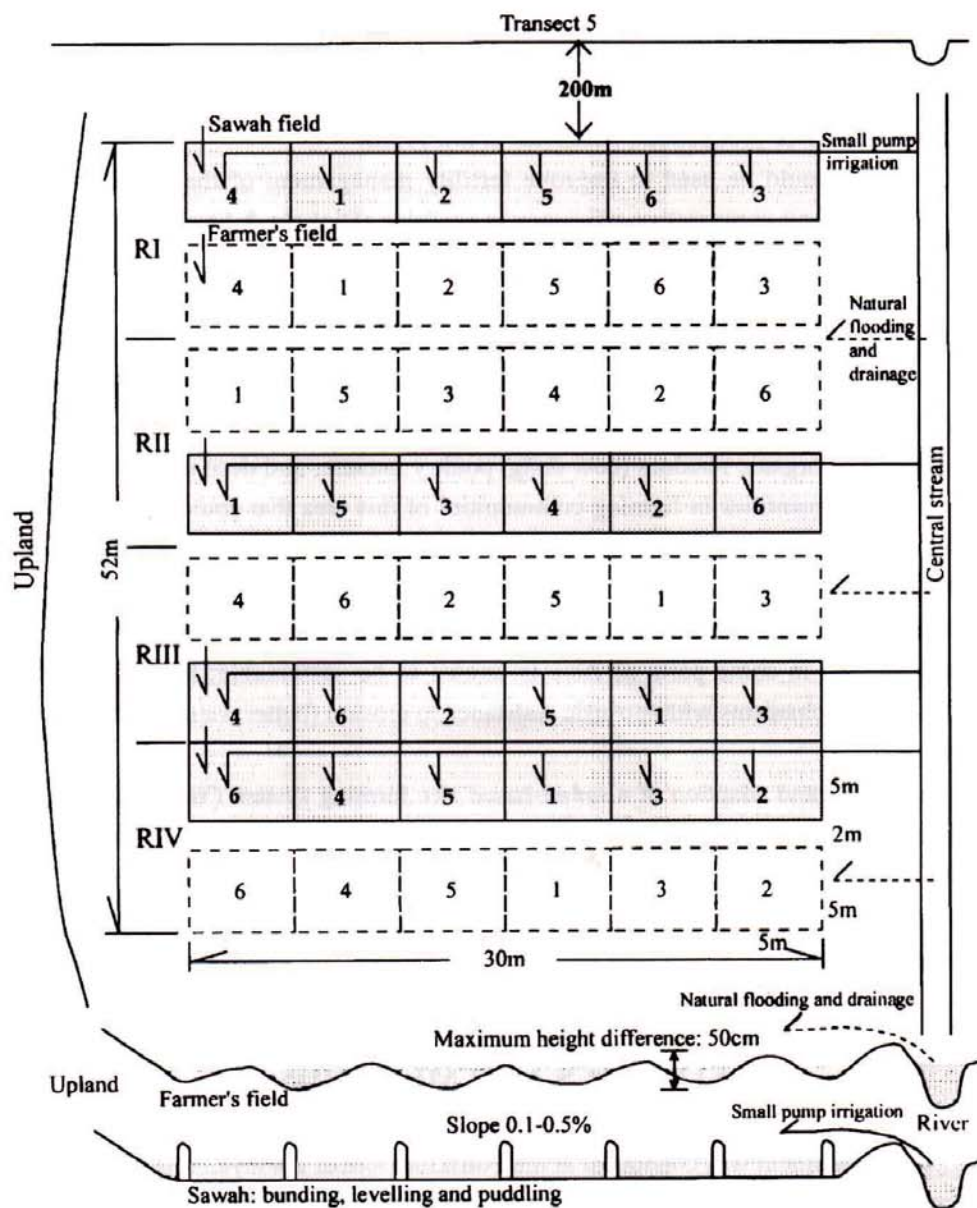 Transect 5
200m
Sawah field
Small pump
irrigation
4 1 2 5 6 3
RI
Farmer's field
4 1 2 5 6 3
Natural
flooding
and
drainage
1 5 3 4 2 6
RII
1 5 3 4 2 6
Upland
52m
Central stream
4 6 2 5 1 3
RIII
4 6 2 5 1 3
6 4 5 1 3 2
5m
2m
RIV
6 4 5 1 3 2
5m
5m
30m
Natural flooding and drainage
Maximum height difference: 50cm
Upland
Farmer's field
Small pump irrigation
River
Slope 0.1-0.5%
Sawah: bunding, levelling and puddling